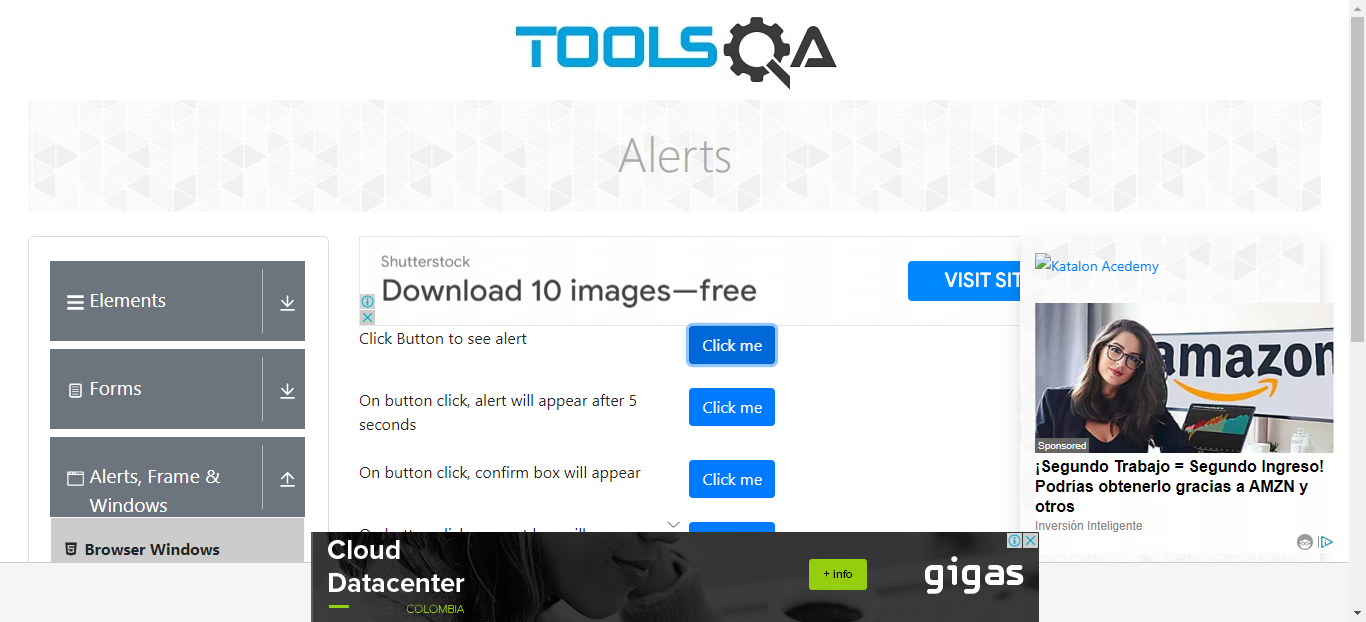 TOOLSQA
Alerts
Elements
Forms
Alerts, Frame &
Windows
Browser Windows
Shutterstock
Download 10 images—free
VISIT SIT
Click Button to see alert
Click me
On button click, alert will appear after 5
seconds
Click me
On button click, confirm box will appear
Click me
Katalon Acedemy
amazon
Sponsored
¡Segundo Trabajo = Segundo Ingreso!
Podrías obtenerlo gracias a AMZN y
otros
Inversión Inteligente
Cloud
Datacenter
COLOMBIA
+ info
gigas